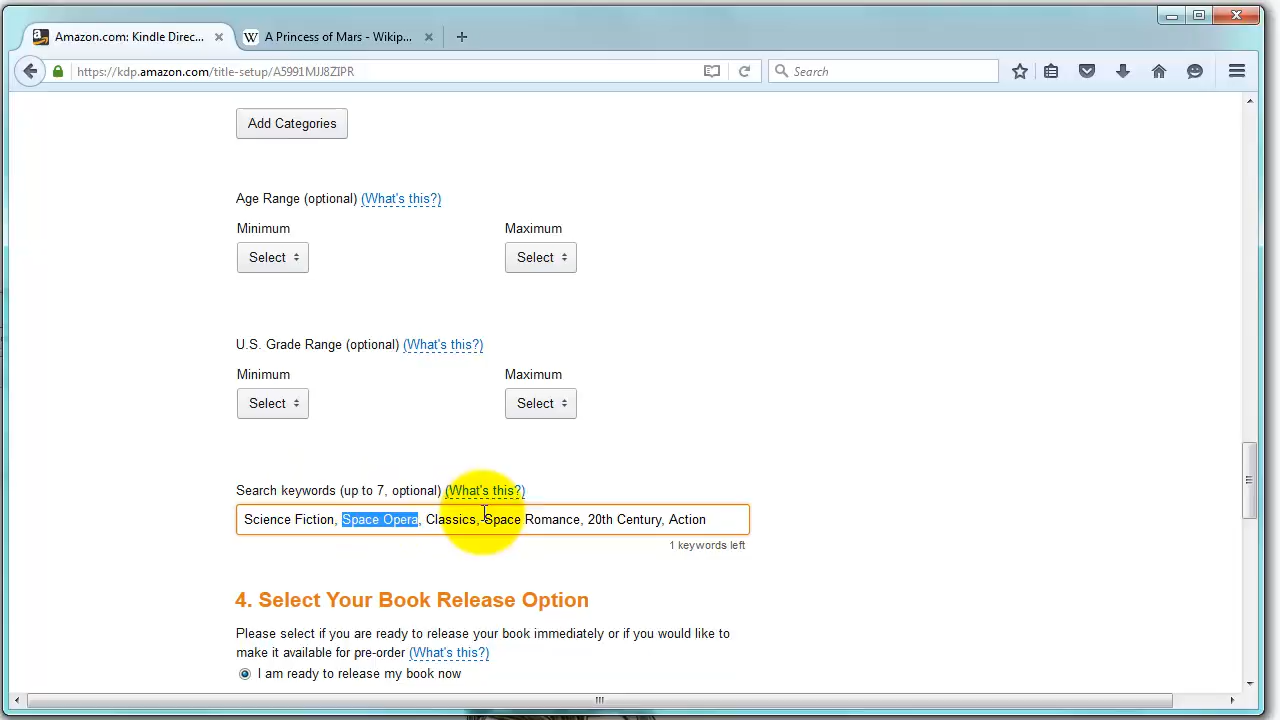 Amazon.com: Kindle Direc...
W A Princess of Mars - Wikip...
https://kdp.amazon.com/title-setup/A5991MJJ8ZIPR
Search
Add Categories
Age Range (optional) (What's this?)
Minimum Maximum
Select Select
U.S. Grade Range (optional) (What's this?)
Minimum Maximum
Select Select
Search keywords (up to 7, optional) (What's this?)
Science Fiction, Space Opera, Classics, Space Romance, 20th Century, Action
1 keywords left
4. Select Your Book Release Option
Please select if you are ready to release your book immediately or if you would like to
make it available for pre-order (What's this?)
I am ready to release my book now